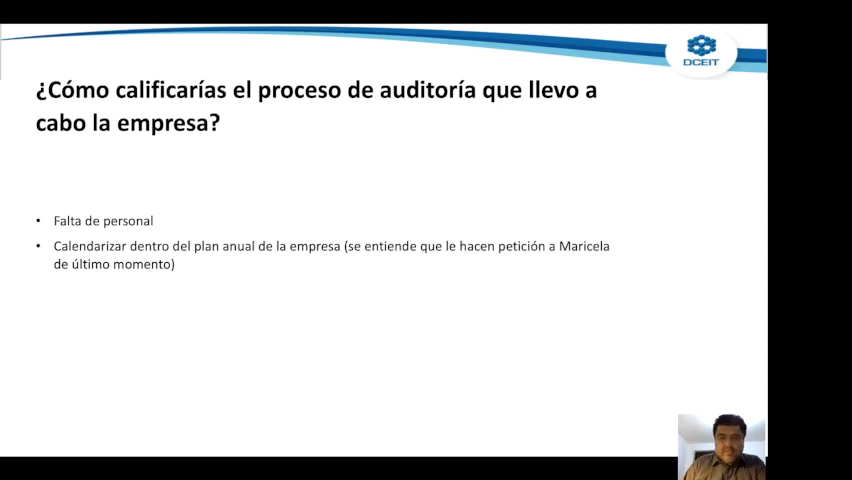 DCEIT
¿Cómo calificarías el proceso de auditoría que llevo a
cabo la empresa?
• Falta de personal
• Calendarizar dentro del plan anual de la empresa (se entiende que le hacen petición a Maricela
de último momento)